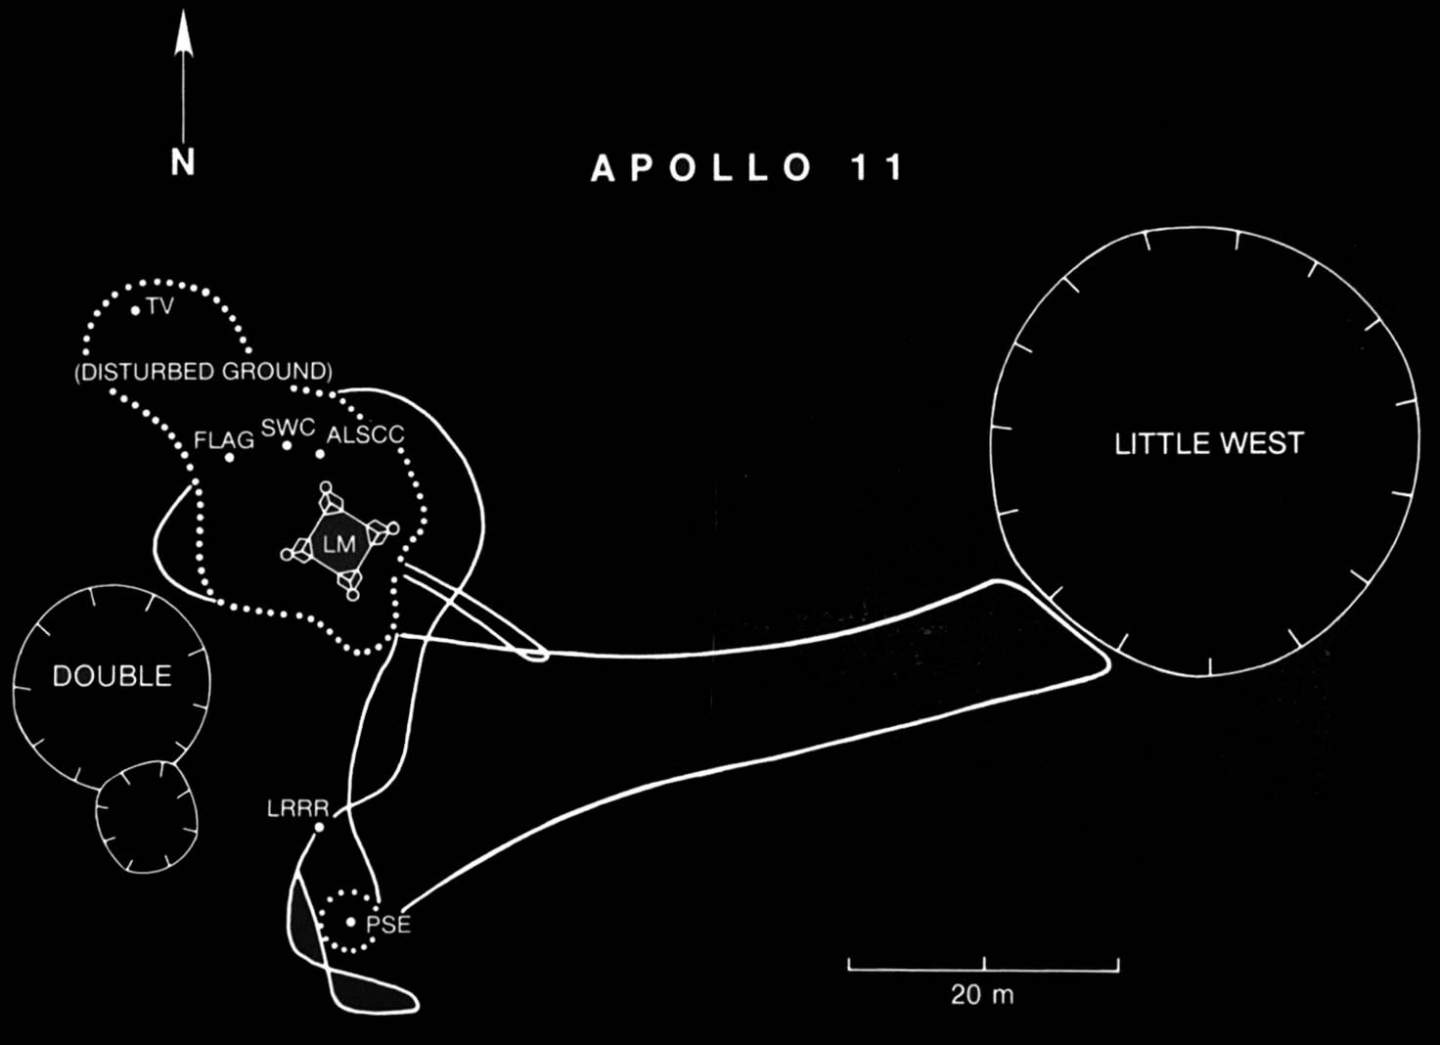 N
APOLLO 11
TV
(DISTURBED GROUND)
FLAG
SWC
ALSCC
LM
LITTLE WEST
DOUBLE
LRRR
PSE
20 m